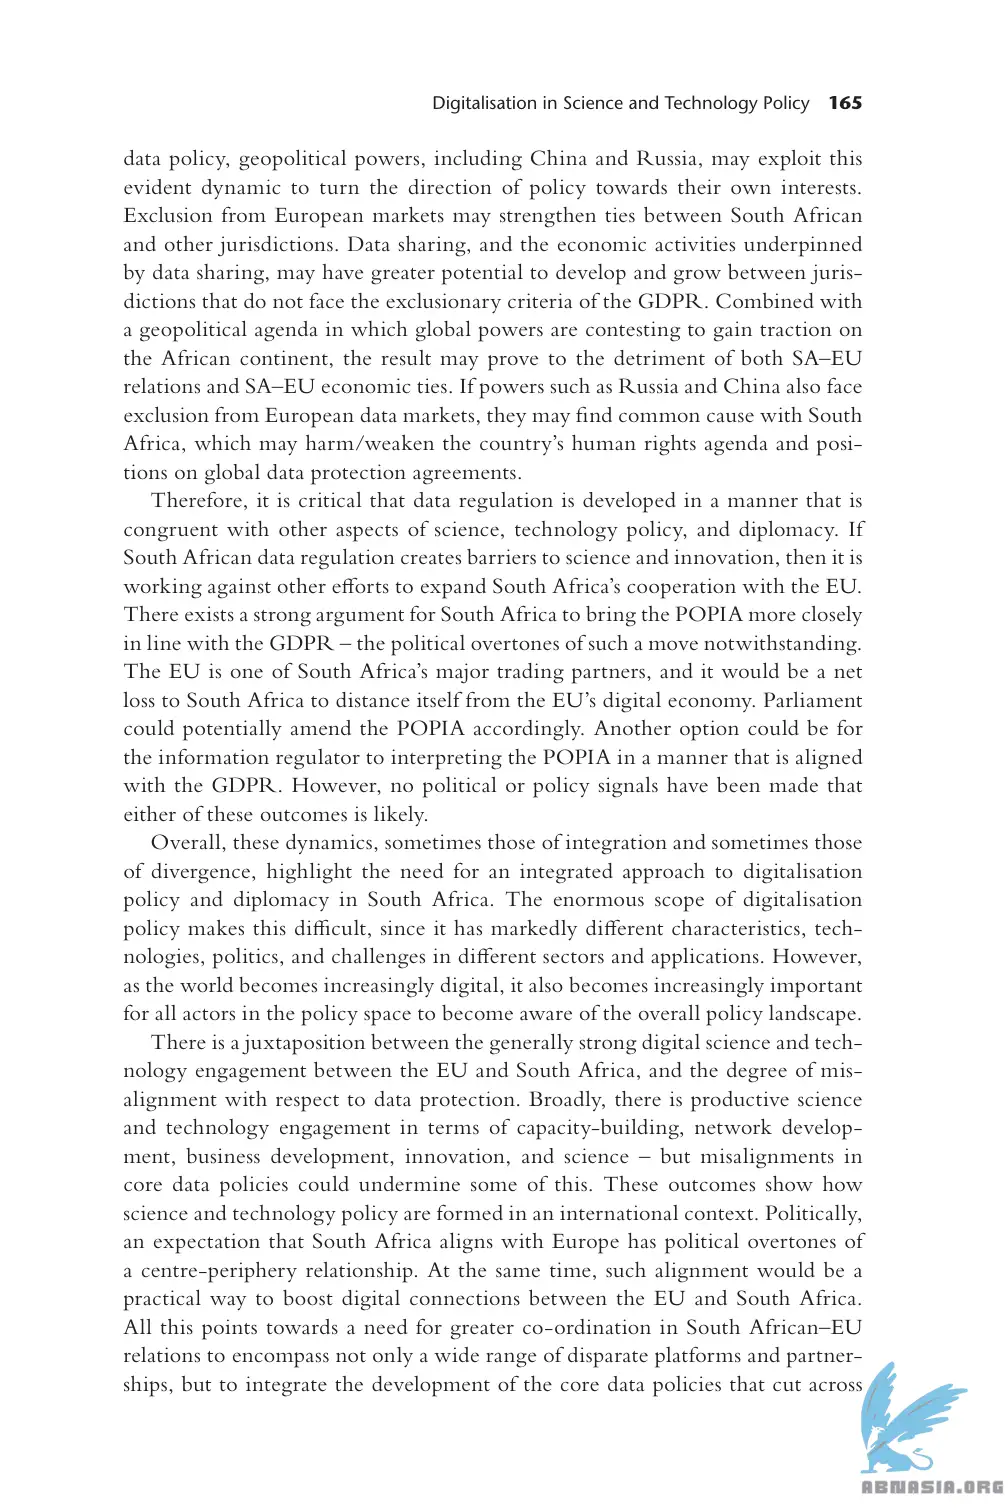 Digitalisation in Science and Technology Policy 165
data policy, geopolitical powers, including China and Russia, may exploit this
evident dynamic to turn the direction of policy towards their own interests.
Exclusion from European markets may strengthen ties between South African
and other jurisdictions. Data sharing, and the economic activities underpinned
by data sharing, may have greater potential to develop and grow between juris-
dictions that do not face the exclusionary criteria of the GDPR. Combined with
a geopolitical agenda in which global powers are contesting to gain traction on
the African continent, the result may prove to the detriment of both SA–EU
relations and SA–EU economic ties. If powers such as Russia and China also face
exclusion from European data markets, they may find common cause with South
Africa, which may harm/weaken the country’s human rights agenda and posi-
tions on global data protection agreements.
Therefore, it is critical that data regulation is developed in a manner that is
congruent with other aspects of science, technology policy, and diplomacy. If
South African data regulation creates barriers to science and innovation, then it is
working against other efforts to expand South Africa’s cooperation with the EU.
There exists a strong argument for South Africa to bring the POPIA more closely
in line with the GDPR – the political overtones of such a move notwithstanding.
The EU is one of South Africa’s major trading partners, and it would be a net
loss to South Africa to distance itself from the EU’s digital economy. Parliament
could potentially amend the POPIA accordingly. Another option could be for
the information regulator to interpreting the POPIA in a manner that is aligned
with the GDPR. However, no political or policy signals have been made that
either of these outcomes is likely.
Overall, these dynamics, sometimes those of integration and sometimes those
of divergence, highlight the need for an integrated approach to digitalisation
policy and diplomacy in South Africa. The enormous scope of digitalisation
policy makes this difficult, since it has markedly different characteristics, tech-
nologies, politics, and challenges in different sectors and applications. However,
as the world becomes increasingly digital, it also becomes increasingly important
for all actors in the policy space to become aware of the overall policy landscape.
There is a juxtaposition between the generally strong digital science and tech-
nology engagement between the EU and South Africa, and the degree of mis-
alignment with respect to data protection. Broadly, there is productive science
and technology engagement in terms of capacity-building, network develop-
ment, business development, innovation, and science – but misalignments in
core data policies could undermine some of this. These outcomes show how
science and technology policy are formed in an international context. Politically,
an expectation that South Africa aligns with Europe has political overtones of
a centre-periphery relationship. At the same time, such alignment would be a
practical way to boost digital connections between the EU and South Africa.
All this points towards a need for greater co-ordination in South African–EU
relations to encompass not only a wide range of disparate platforms and partner-
ships, but to integrate the development of the core data policies that cut across
ABNASIA.ORG